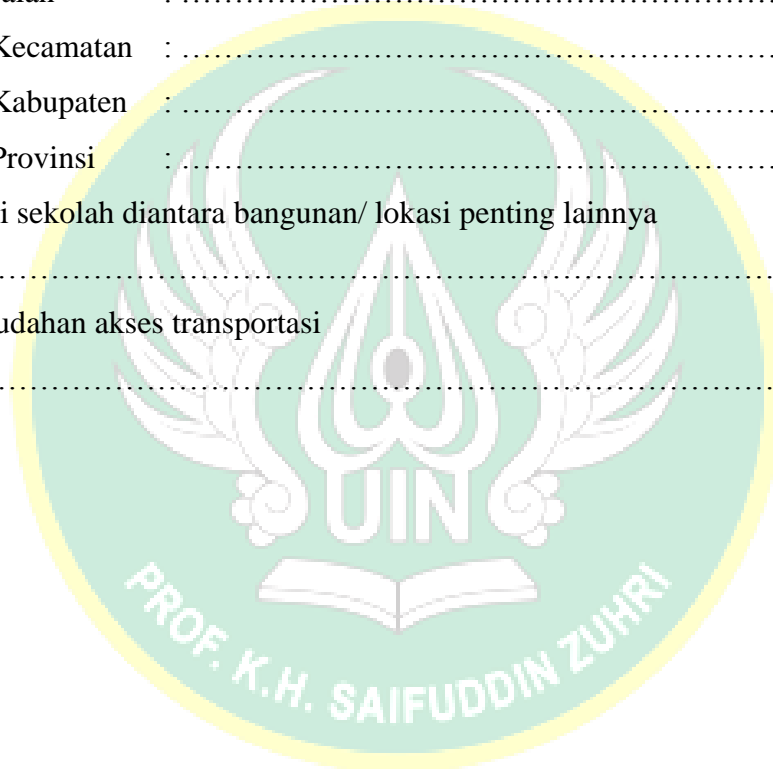 Kecamatan : ……………………………………………………
Kabupaten : ……………………………………………………
Provinsi : ……………………………………………………
i sekolah diantara bangunan/ lokasi penting lainnya
……………………………………………………………………
udahan akses transportasi
……………………………………………………………………
UIN
PROF. K.H. SAIFUDDIN ZUHRI